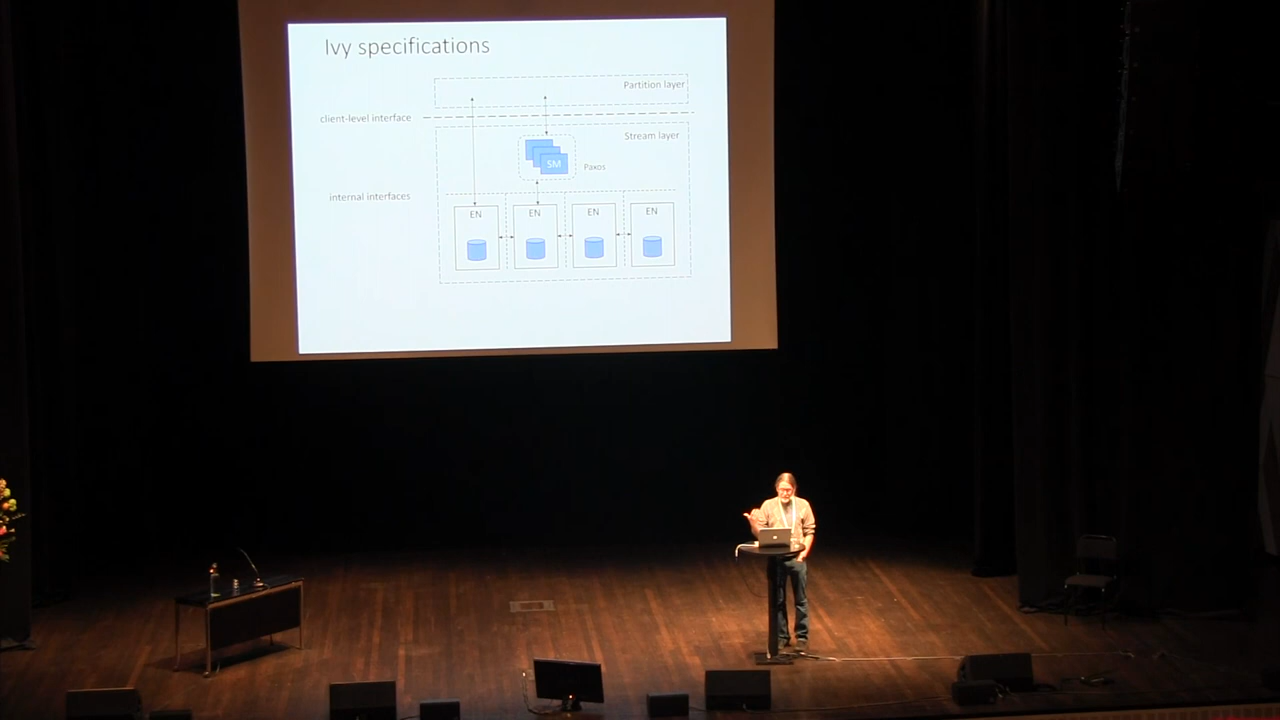 Ivy specifications
Partition layer
client-level interface
Stream layer
SM
Paxos
internal interfaces
EN
EN
EN
EN